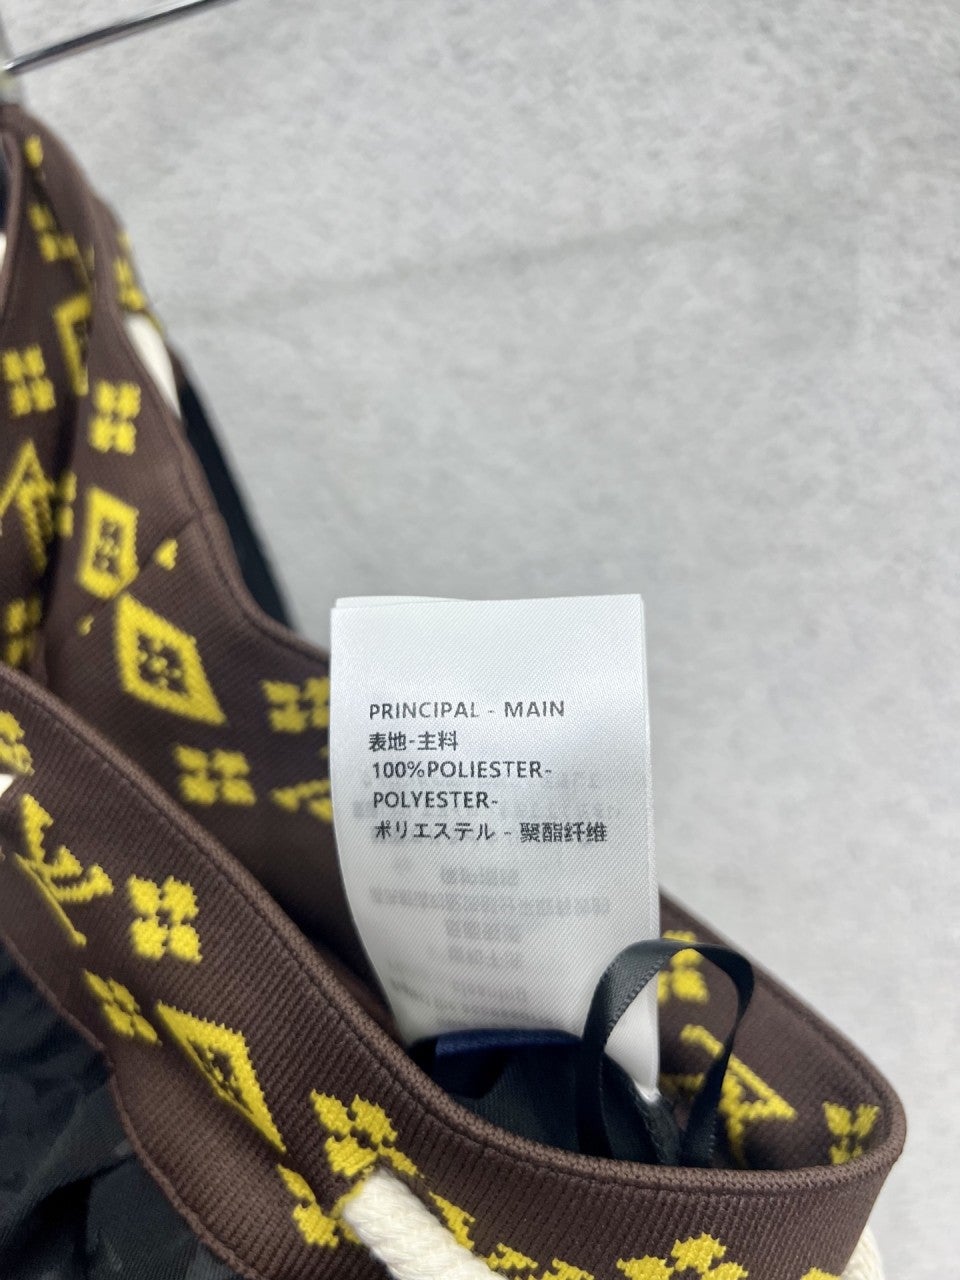 PRINCIPAL - MAIN
表地-主料
100%POLIESTER-
POLYESTER-
ポリエステル - 聚酯纤维